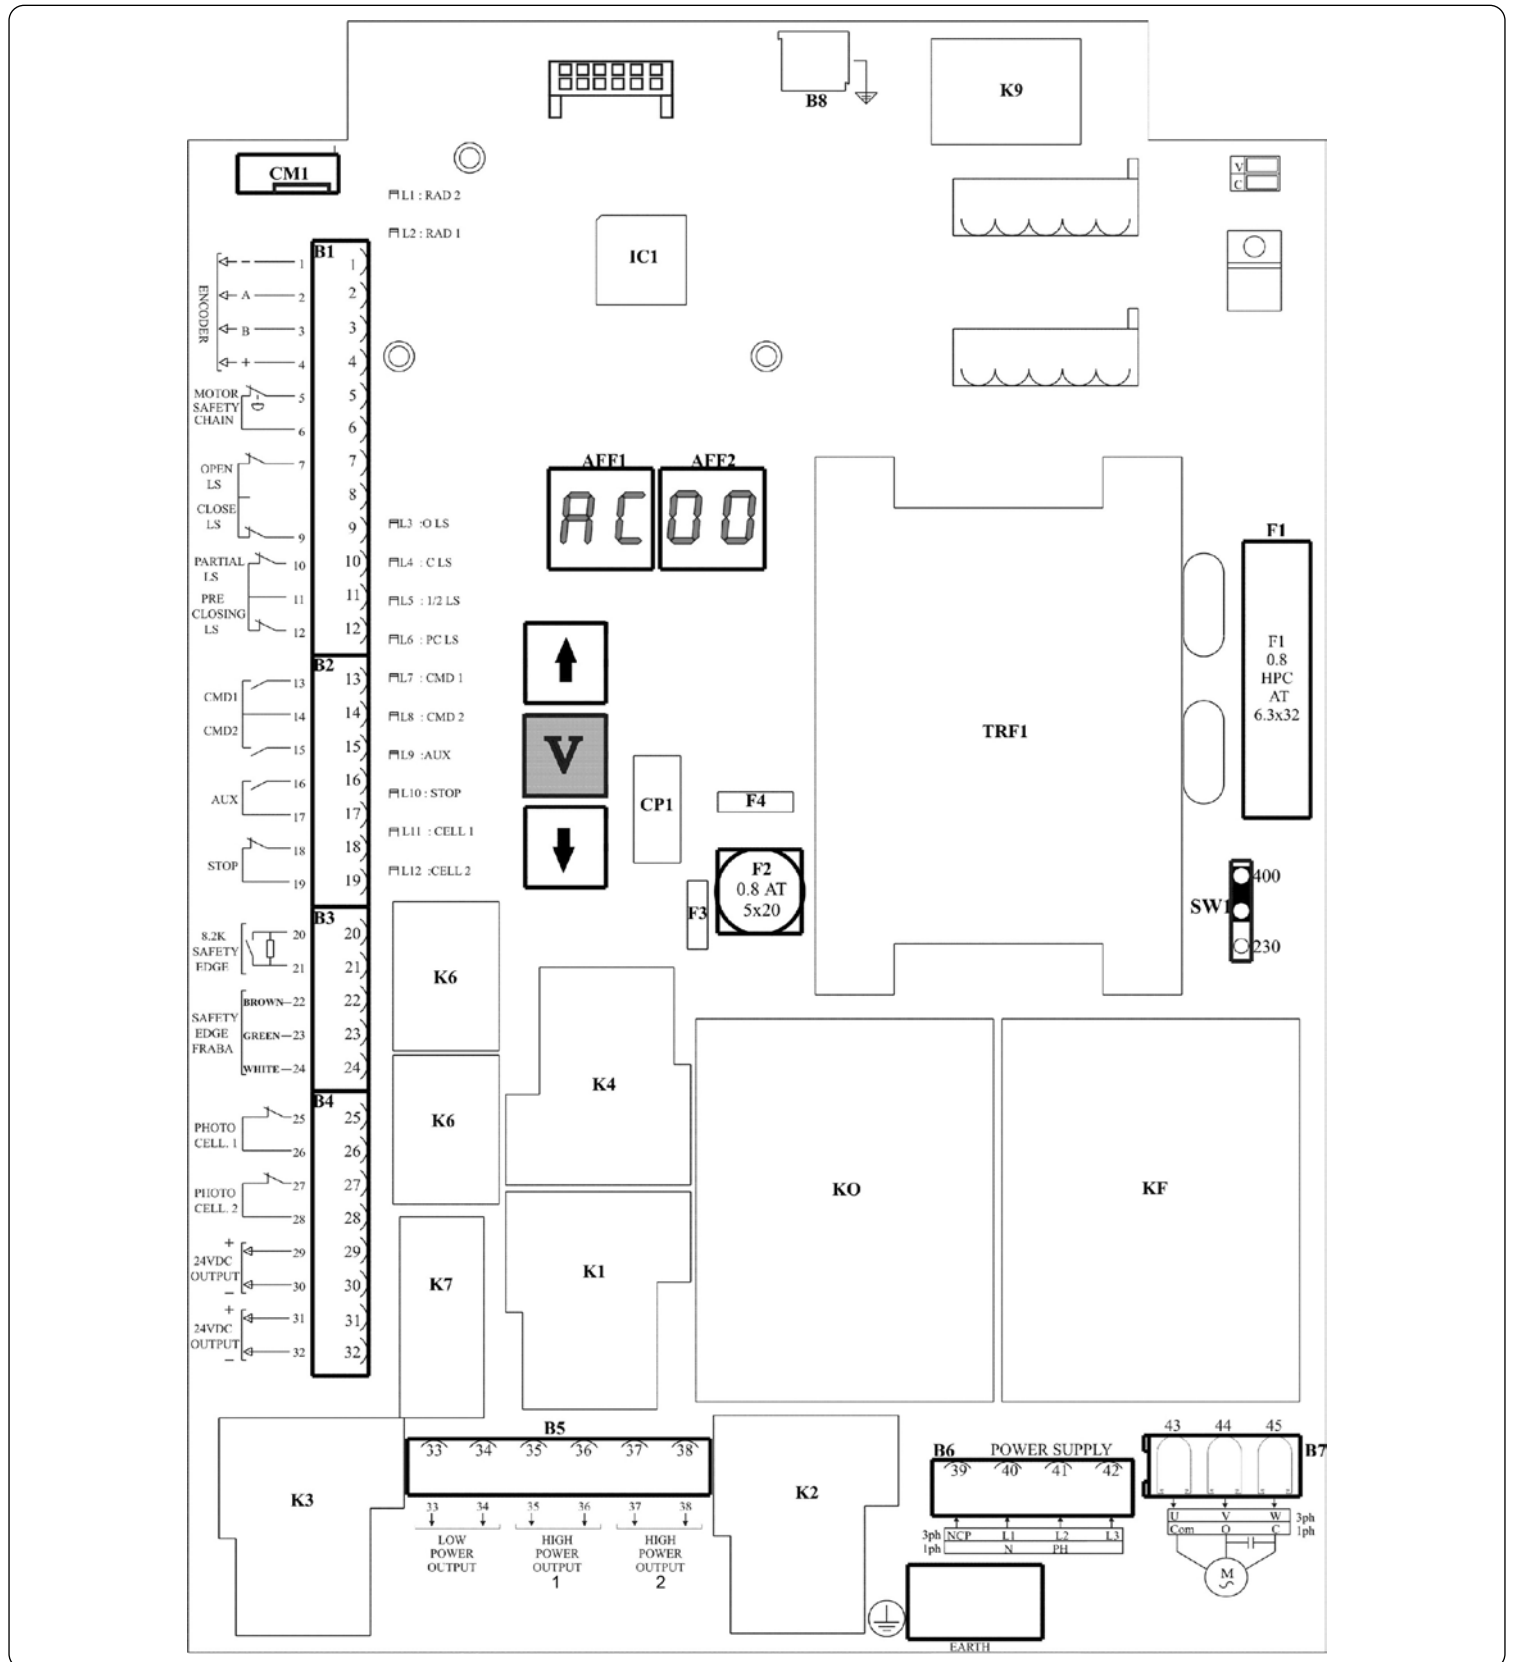 B8
K9
CM1
V
C
L1 : RAD 2
L2 : RAD 1
IC1
B1
ENCODER
– – 1 1
A 2 2
B 3 3
+ 4 4
MOTOR
SAFETY
CHAIN
5 5
6 6
OPEN
LS
7 7
8
CLOSE
LS
9 9
PARTIAL
LS
10 10
PRE
CLOSING
LS
11 11
12 12
L3 :O LS
L4 : C LS
L5 : 1/2 LS
L6 : PC LS
L7 : CMD 1
L8 : CMD 2
L9 :AUX
L10 : STOP
L11 : CELL 1
L12 :CELL 2
AFF1 AFF2
AC 00
V
CP1
F4
F2
0.8 AT
5x20
F3
TRF1
F1
F1
0.8
HPC
AT
6.3x32
SW1
400
230
B2
CMD1
CMD2
13 13
14 14
15 15
AUX
16 16
17 17
STOP
18 18
19 19
B3
8.2K
SAFETY
EDGE
20 20
21 21
SAFETY
EDGE
FRABA
BROWN 22 22
GREEN 23 23
WHITE 24 24
B4
PHOTO
CELL. 1
25 25
26 26
PHOTO
CELL. 2
27 27
28 28
+
24VDC
OUTPUT
–
29 29
30 30
+
24VDC
OUTPUT
–
31 31
32 32
K6
K6
K4
K1
K7
KO
KF
K3
B5
33 34 35 36 37 38
33 34 35 36 37 38
LOW
POWER
OUTPUT
HIGH
POWER
OUTPUT
1
HIGH
POWER
OUTPUT
2
K2
B6 POWER SUPPLY
39 40 41 42
3ph NCP L1 L2 L3
1ph N PH
EARTH
43 44 45
B7
U V W 3ph
Com O C 1ph
M